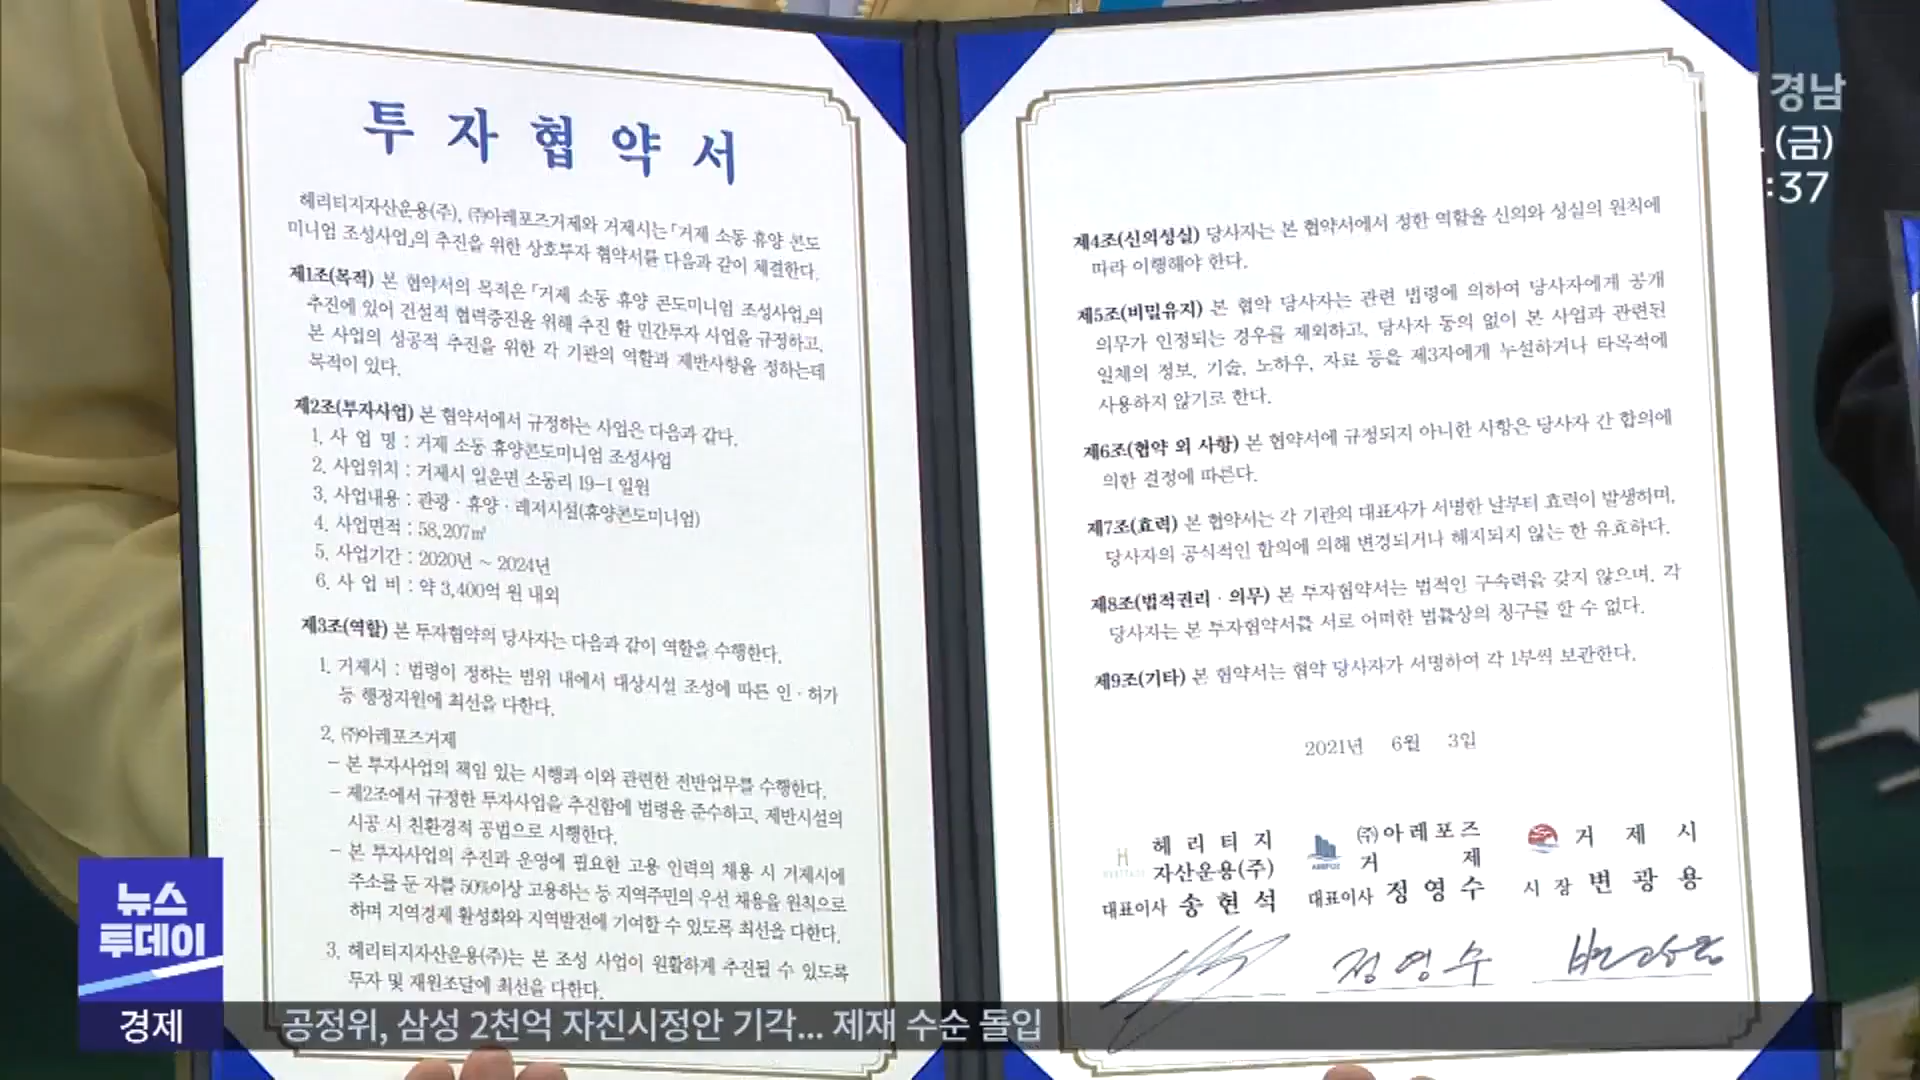 투자협약서
헤리티지자산운용(주), ㈜아레포즈거제와 거제시는「거제 소동 휴양 콘도
미니엄 조성사업」의 추진을 위한 상호투자 협약서를 다음과 같이 체결한다.
제1조(목적) 본 협약서의 목적은「거제 소동 휴양 콘도미니엄 조성사업」의
추진에 있어 건설적 협력증진을 위해 추진 할 민간투자 사업을 규정하고,
본 사업의 성공적 추진을 위한 각 기관의 역할과 제반사항을 정하는데
목적이 있다.
제2조(투자사업) 본 협약서에서 규정하는 사업은 다음과 같다.
1. 사 업 명 : 거제 소동 휴양콘도미니엄 조성사업
2. 사업위치 : 거제시 일운면 소동리 19-1 일원
3. 사업내용 : 관광 · 휴양 · 레저시설(휴양콘도미니엄)
4. 사업면적 : 58,207㎡
5. 사업기간 : 2020년 ~ 2024년
6. 사 업 비 : 약 3,400억 원 내외
제3조(역할) 본 투자협약의 당사자는 다음과 같이 역할을 수행한다.
1. 거제시 : 법령이 정하는 범위 내에서 대상시설 조성에 따른 인 · 허가
등 행정지원에 최선을 다한다.
2. ㈜아레포즈거제
- 본 투자사업의 책임 있는 시행과 이와 관련한 전반업무를 수행한다.
- 제2조에서 규정한 투자사업을 추진함에 법령을 준수하고, 제반시설의
시공 시 친환경적 공법으로 시행한다.
- 본 투자사업의 추진과 운영에 필요한 고용 인력의 채용 시 거제시에
주소를 둔 자를 50%이상 고용하는 등 지역주민의 우선 채용을 원칙으로
하며 지역경제 활성화와 지역발전에 기여할 수 있도록 최선을 다한다.
3. 헤리티지자산운용(주)는 본 조성 사업이 원활하게 추진될 수 있도록
투자 및 재원조달에 최선을 다한다.
제4조(신의성실) 당사자는 본 협약서에서 정한 역할을 신의와 성실의 원칙에
따라 이행해야 한다.
제5조(비밀유지) 본 협약 당사자는 관련 법령에 의하여 당사자에게 공개
의무가 인정되는 경우를 제외하고, 당사자 동의 없이 본 사업과 관련된
일체의 정보, 기술, 노하우, 자료 등을 제3자에게 누설하거나 타목적에
사용하지 않기로 한다.
제6조(협약 외 사항) 본 협약서에 규정되지 아니한 사항은 당사자 간 합의에
의한 결정에 따른다.
제7조(효력) 본 협약서는 각 기관의 대표자가 서명한 날부터 효력이 발생하며,
당사자의 공식적인 합의에 의해 변경되거나 해지되지 않는 한 유효하다.
제8조(법적권리 · 의무) 본 투자협약서는 법적인 구속력을 갖지 않으며, 각
당사자는 본 투자협약서를 서로 어떠한 법률상의 청구를 할 수 없다.
제9조(기타) 본 협약서는 협약 당사자가 서명하여 각 1부씩 보관한다.
2021년 6월 3일
헤리티지
자산운용(주)
대표이사 송현석
(주)아레포즈
거 제
대표이사 정영수
거 제 시
시 장 변광용
정영수
변광용
경남
(금)
:37
뉴스
투데이
경제
공정위, 삼성 2천억 자진시정안 기각... 제재 수순 돌입